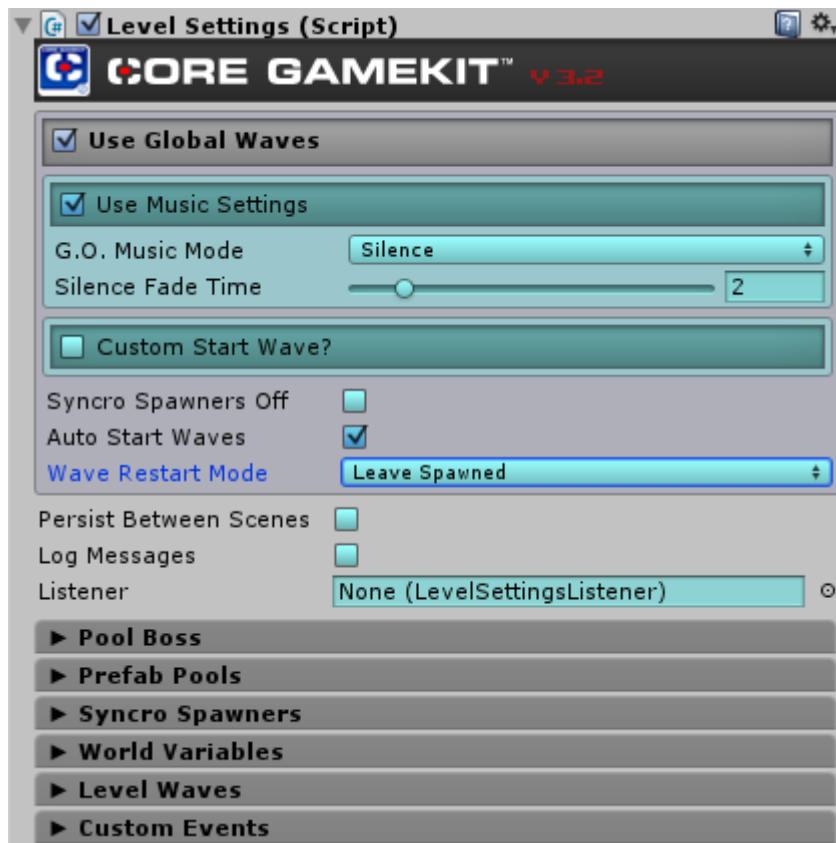 Level Settings (Script)
CORE GAMEKIT™ V 3.2
Use Global Waves
Use Music Settings
G.O. Music Mode Silence
Silence Fade Time 2
Custom Start Wave?
Syncro Spawners Off
Auto Start Waves
Wave Restart Mode Leave Spawned
Persist Between Scenes
Log Messages
Listener None (LevelSettingsListener)
Pool Boss
Prefab Pools
Syncro Spawners
World Variables
Level Waves
Custom Events